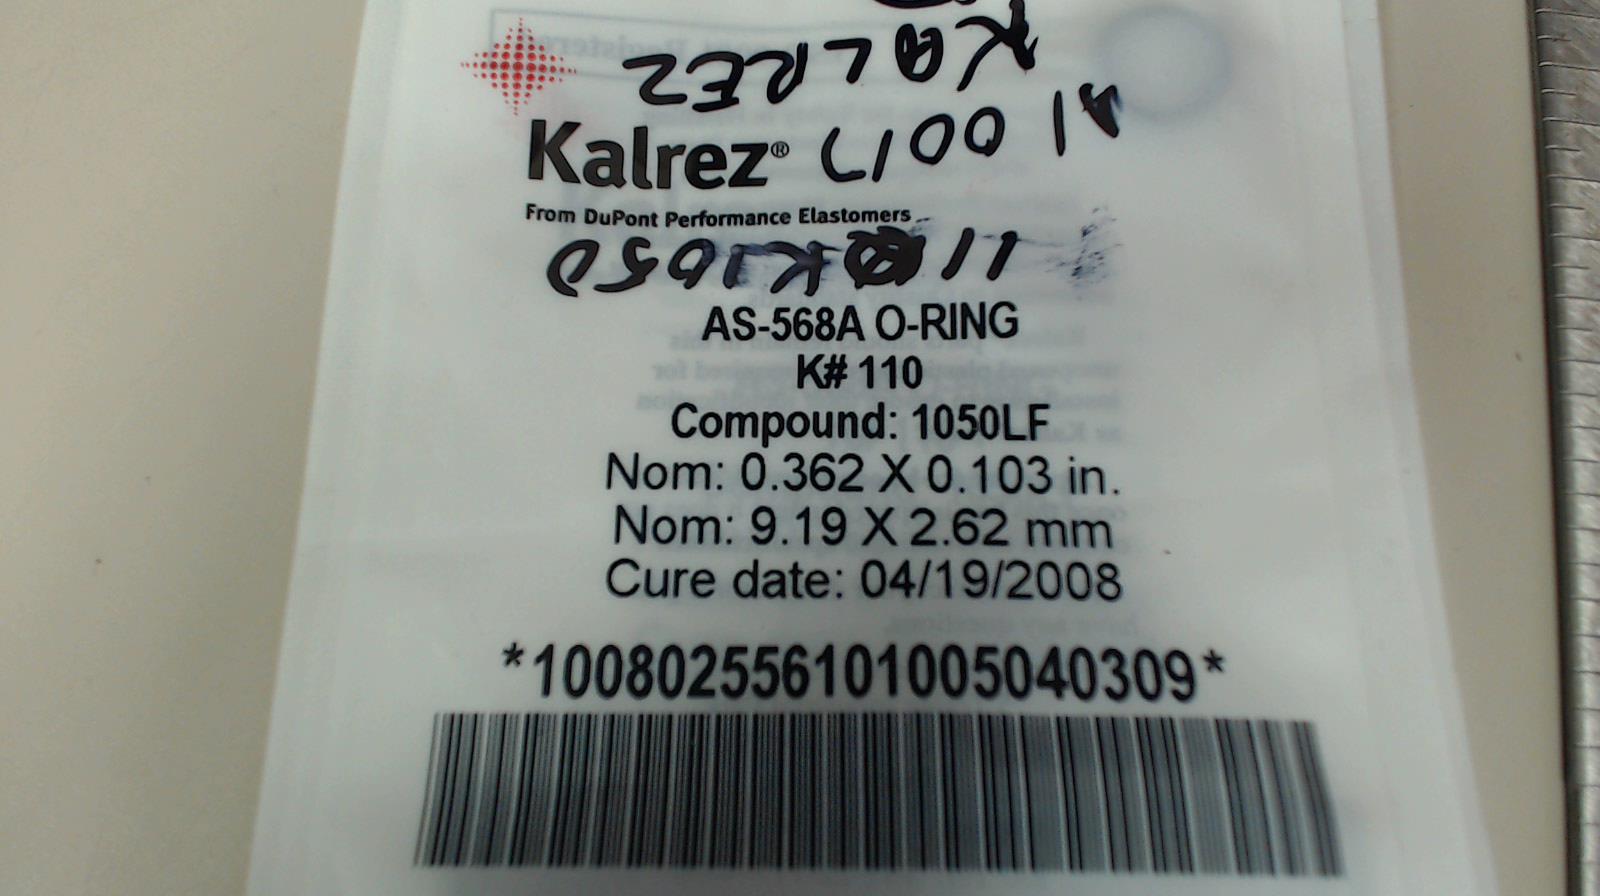 KALREZ
Kalrez®
From DuPont Performance Elastomers
AS-568A O-RING
K# 110
Compound: 1050LF
Nom: 0.362 X 0.103 in.
Nom: 9.19 X 2.62 mm
Cure date: 04/19/2008
*100802556101005040309*